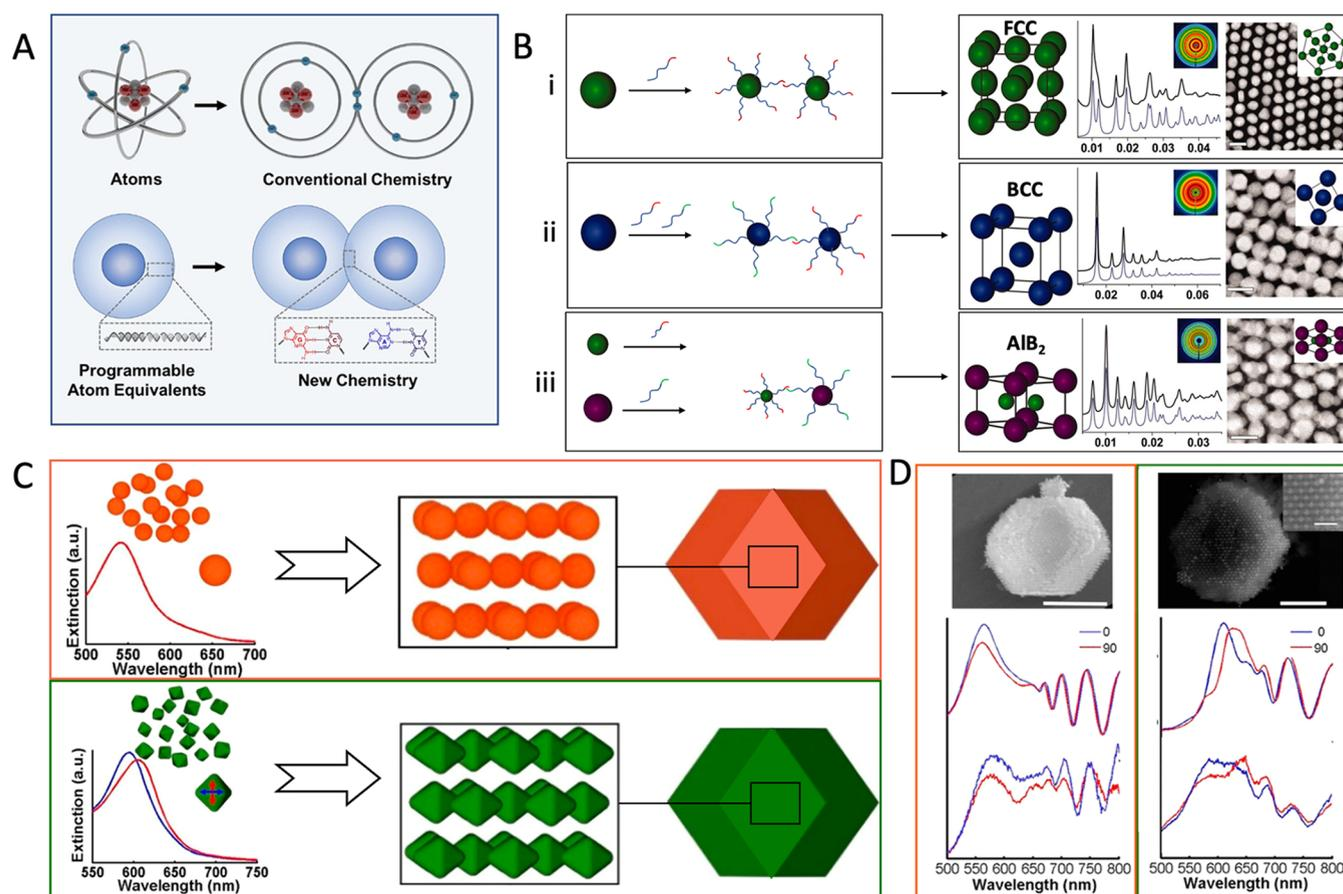 A
Atoms
Conventional Chemistry
G
C
A
T
Programmable
Atom Equivalents
New Chemistry
B
i
FCC
0.01 0.02 0.03 0.04
ii
BCC
0.02 0.04 0.06
iii
AlB2
0.01 0.02 0.03
C
Extinction (a.u.)
500 550 600 650 700
Wavelength (nm)
Extinction (a.u.)
550 600 650 700 750
Wavelength (nm)
D
0
90
500 550 600 650 700 750 800
Wavelength (nm)
0
90
500 550 600 650 700 750 800
Wavelength (nm)